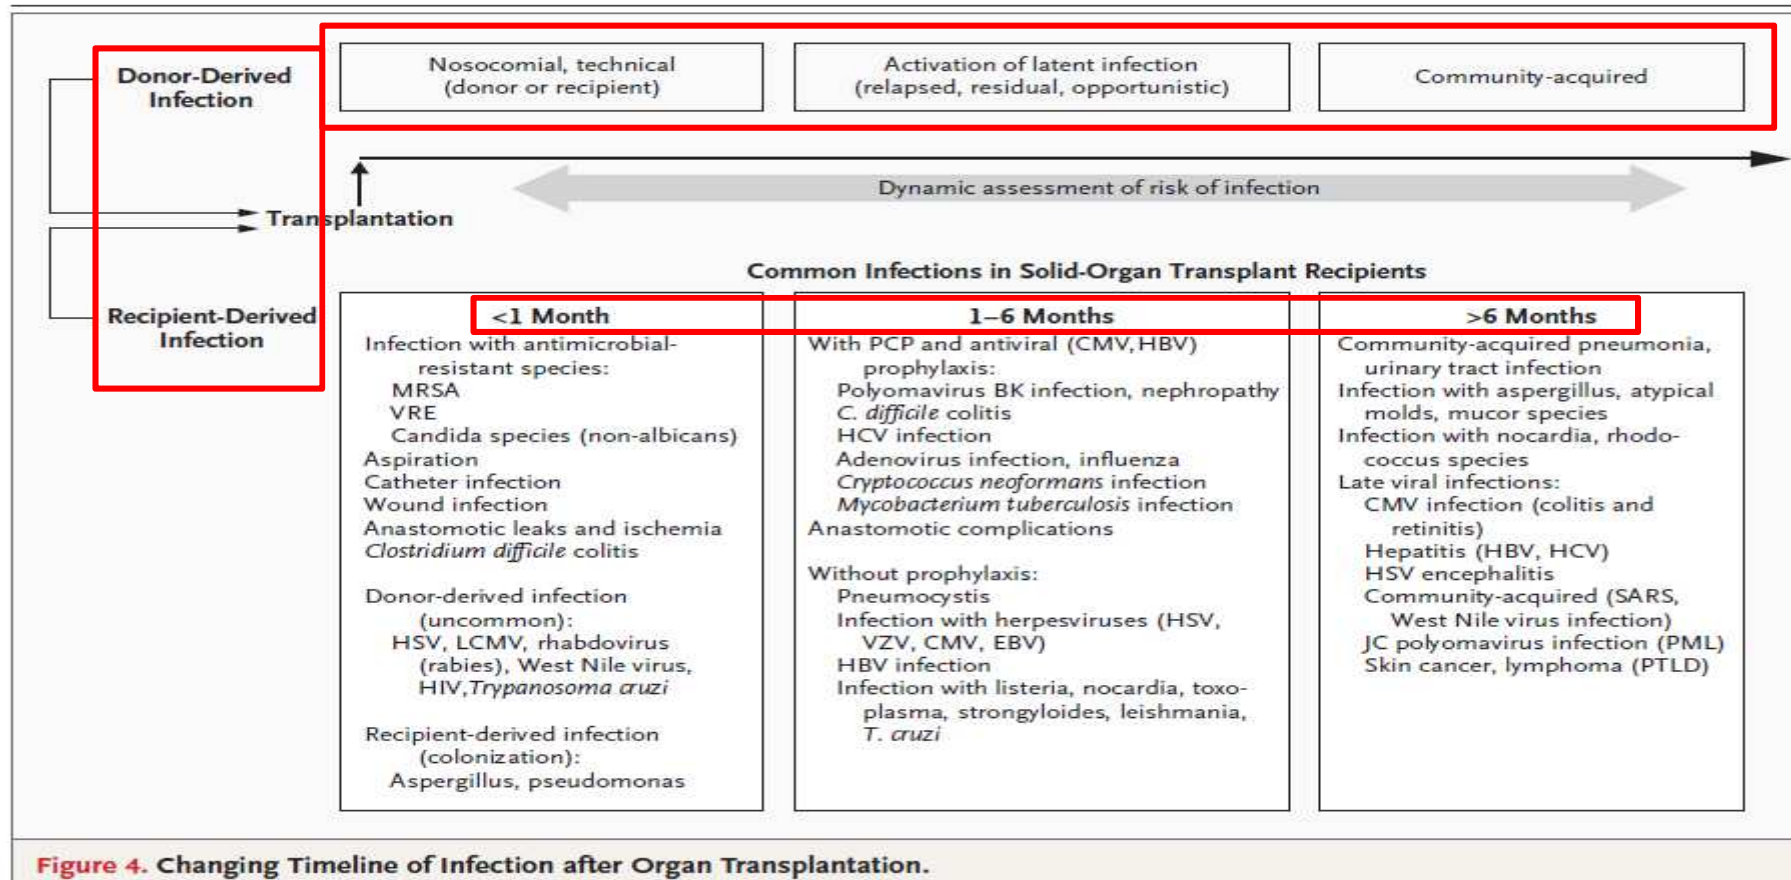 Donor-Derived
Infection
Nosocomial, technical
(donor or recipient)
Activation of latent infection
(relapsed, residual, opportunistic)
Community-acquired
Dynamic assessment of risk of infection
Transplantation
Recipient-Derived
Infection
Common Infections in Solid-Organ Transplant Recipients
<1 Month
Infection with antimicrobial-
resistant species:
MRSA
VRE
Candida species (non-albicans)
Aspiration
Catheter infection
Wound infection
Anastomotic leaks and ischemia
Clostridium difficile colitis
Donor-derived infection
(uncommon):
HSV, LCMV, rhabdovirus
(rabies), West Nile virus,
HIV, Trypanosoma cruzi
Recipient-derived infection
(colonization):
Aspergillus, pseudomonas
1–6 Months
With PCP and antiviral (CMV, HBV)
prophylaxis:
Polyomavirus BK infection, nephropathy
C. difficile colitis
HCV infection
Adenovirus infection, influenza
Cryptococcus neoformans infection
Mycobacterium tuberculosis infection
Anastomotic complications
Without prophylaxis:
Pneumocystis
Infection with herpesviruses (HSV,
VZV, CMV, EBV)
HBV infection
Infection with listeria, nocardia, toxo-
plasma, strongyloides, leishmania,
T. cruzi
>6 Months
Community-acquired pneumonia,
urinary tract infection
Infection with aspergillus, atypical
molds, mucor species
Infection with nocardia, rhodo-
coccus species
Late viral infections:
CMV infection (colitis and
retinitis)
Hepatitis (HBV, HCV)
HSV encephalitis
Community-acquired (SARS,
West Nile virus infection)
JC polyomavirus infection (PML)
Skin cancer, lymphoma (PTLD)
Figure 4. Changing Timeline of Infection after Organ Transplantation.